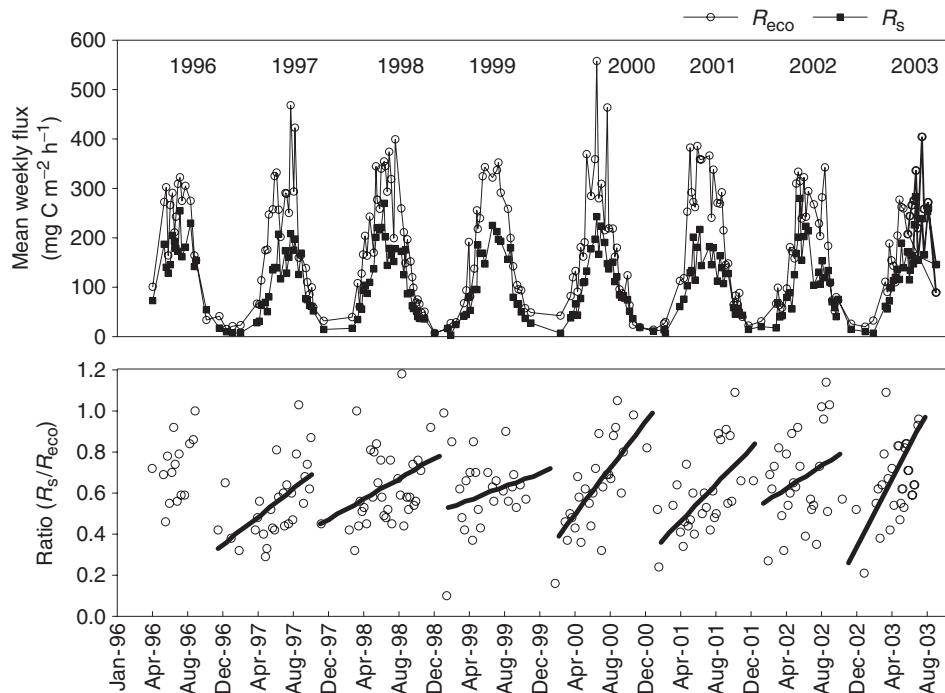 R_eco R_s
600
500
400
300
200
100
0
Mean weekly flux
(mg C m⁻² h⁻¹)
1996 1997 1998 1999 2000 2001 2002 2003
1.2
1.0
0.8
0.6
0.4
0.2
0.0
Ratio (R_s/R_eco)
Jan-96
Apr-96
Dec-96
Apr-97
Aug-97
Dec-97
Apr-98
Aug-98
Dec-98
Apr-99
Aug-99
Dec-99
Apr-00
Aug-00
Dec-00
Apr-01
Aug-01
Dec-01
Apr-02
Aug-02
Dec-02
Apr-03
Aug-03